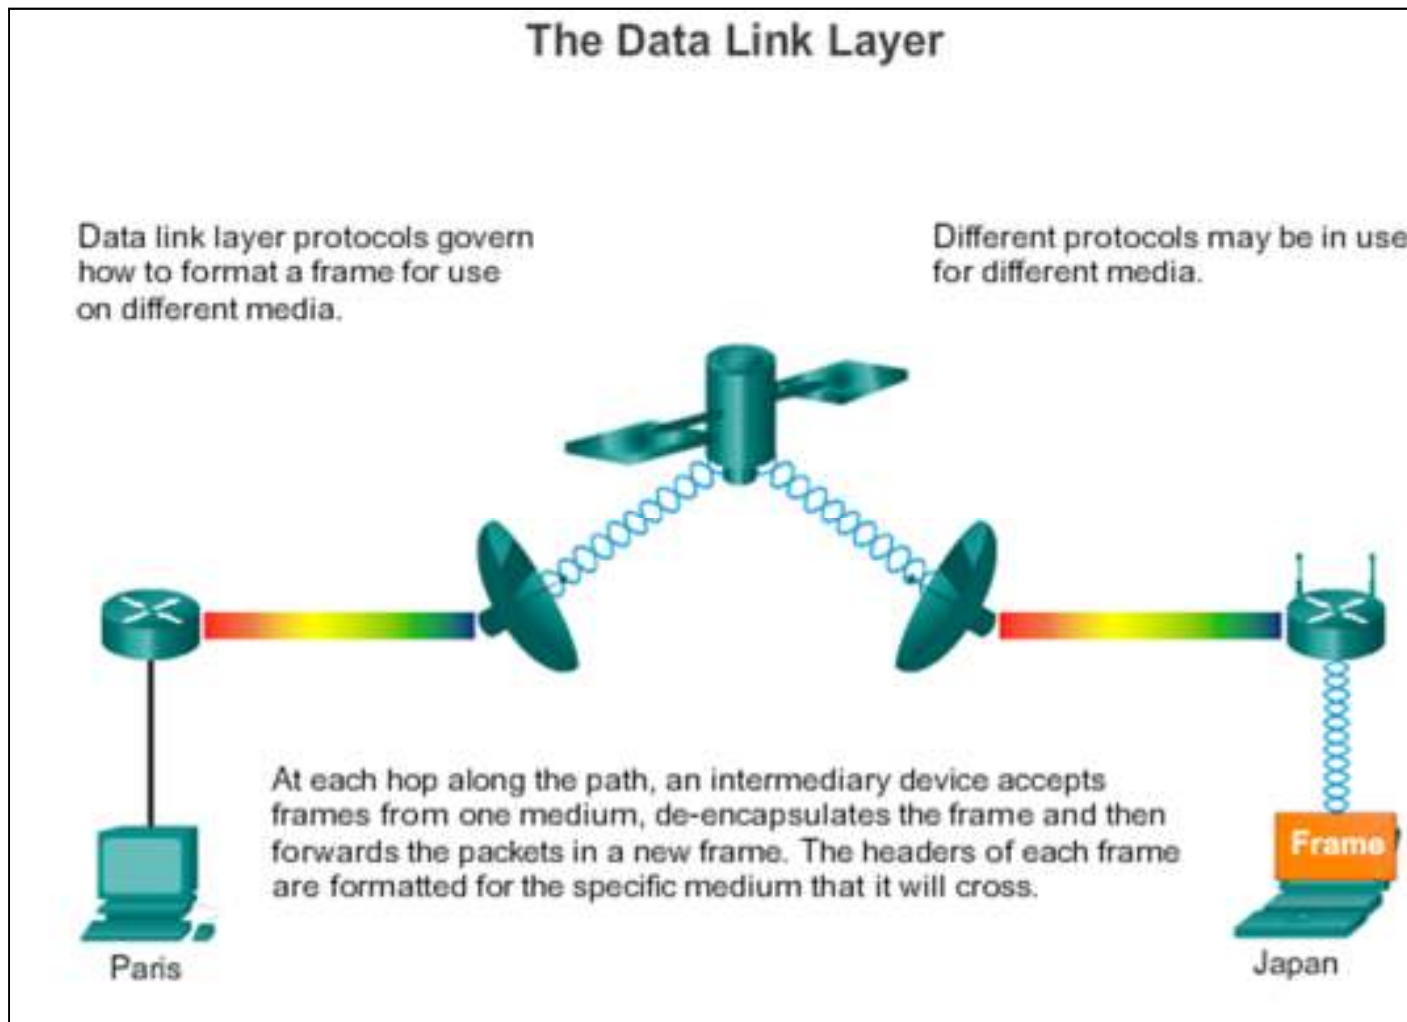 The Data Link Layer
Data link layer protocols govern
how to format a frame for use
on different media.
Different protocols may be in use
for different media.
At each hop along the path, an intermediary device accepts
frames from one medium, de-encapsulates the frame and then
forwards the packets in a new frame. The headers of each frame
are formatted for the specific medium that it will cross.
Frame
Paris
Japan